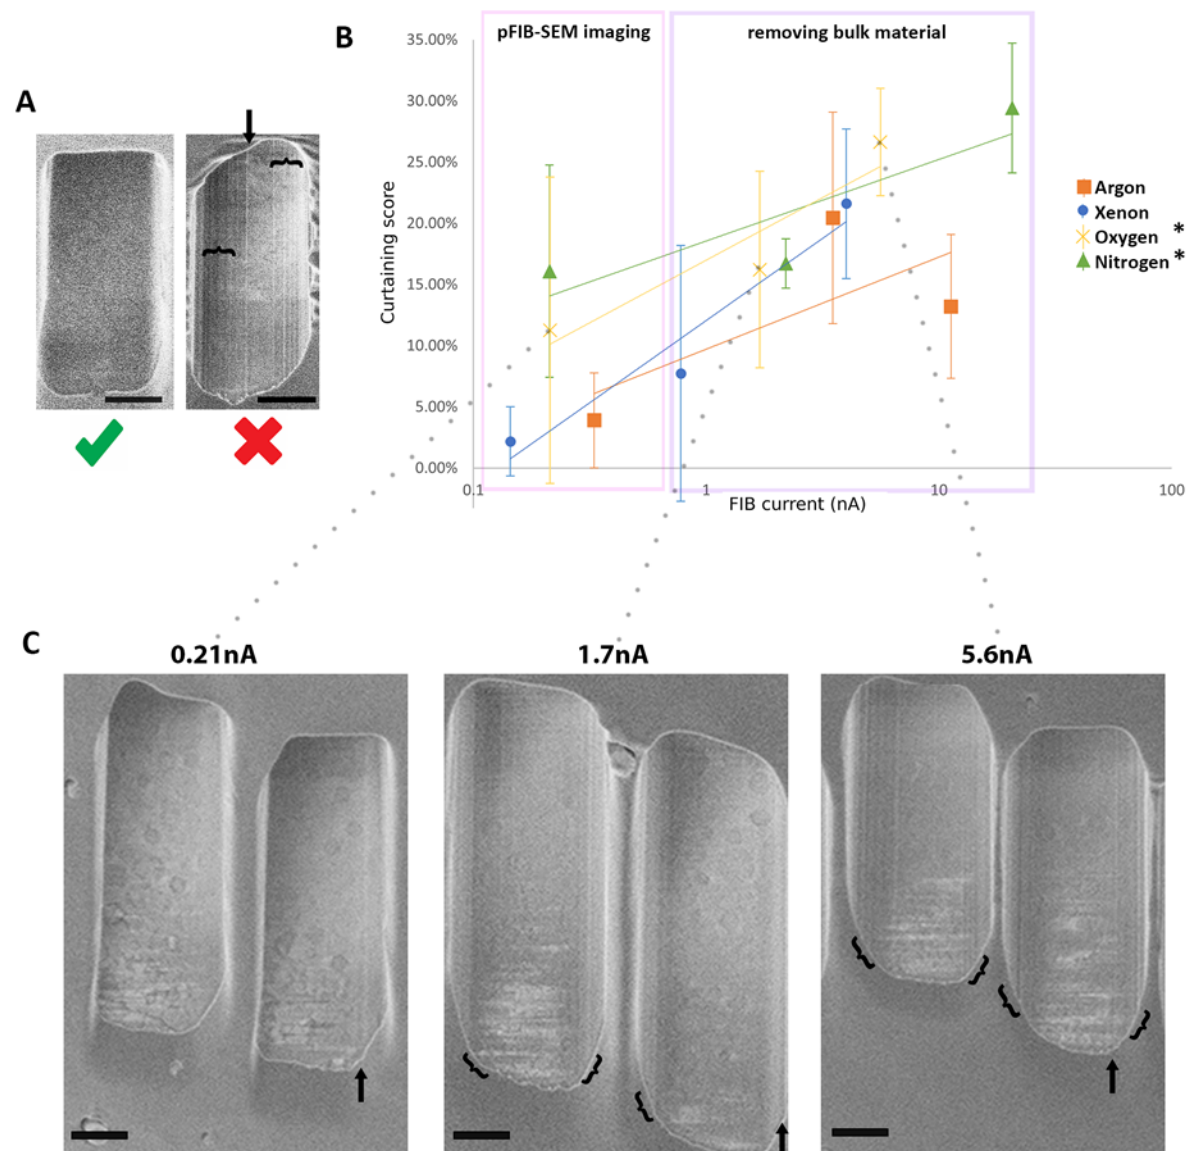 A
B
pFIB-SEM imaging
removing bulk material
Curtaining score
35.00%
30.00%
25.00%
20.00%
15.00%
10.00%
5.00%
0.00%
0.1
1
10
100
FIB current (nA)
Argon
Xenon
Oxygen *
Nitrogen *
C
0.21nA
1.7nA
5.6nA